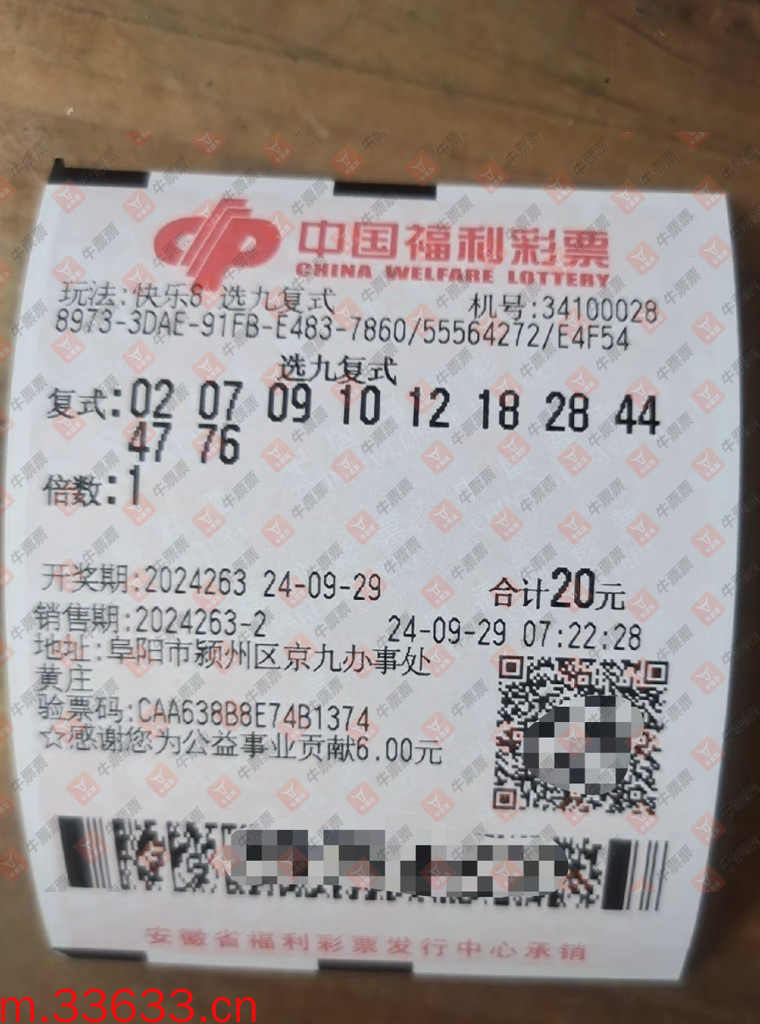 中国福利彩票
CHINA WELFARE LOTTERY
玩法:快乐8 选九复式 机号:34100028
8973-3DAE-91FB-E483-7860/55564272/E4F54
选九复式
复式:02 07 09 10 12 18 28 44
47 76
倍数:1
开奖期:2024263 24-09-29 合计20元
销售期:2024263-2 24-09-29 07:22:28
地址:阜阳市颍州区京九办事处
黄庄
验票码:CAA638B8E74B1374
☆感谢您为公益事业贡献6.00元
安徽省福利彩票发行中心承销
m.33633.cn
牛票票